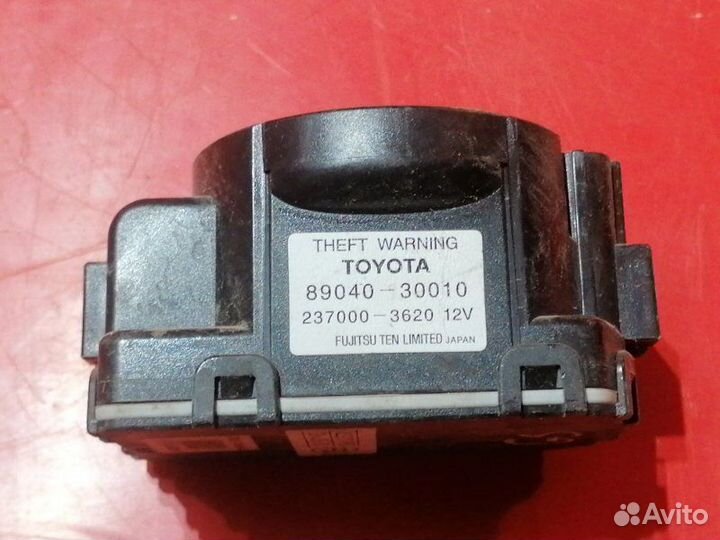 THEFT WARNING
TOYOTA
89040-30010
237000-3620 12V
FUJITSU TEN LIMITED JAPAN
Avito